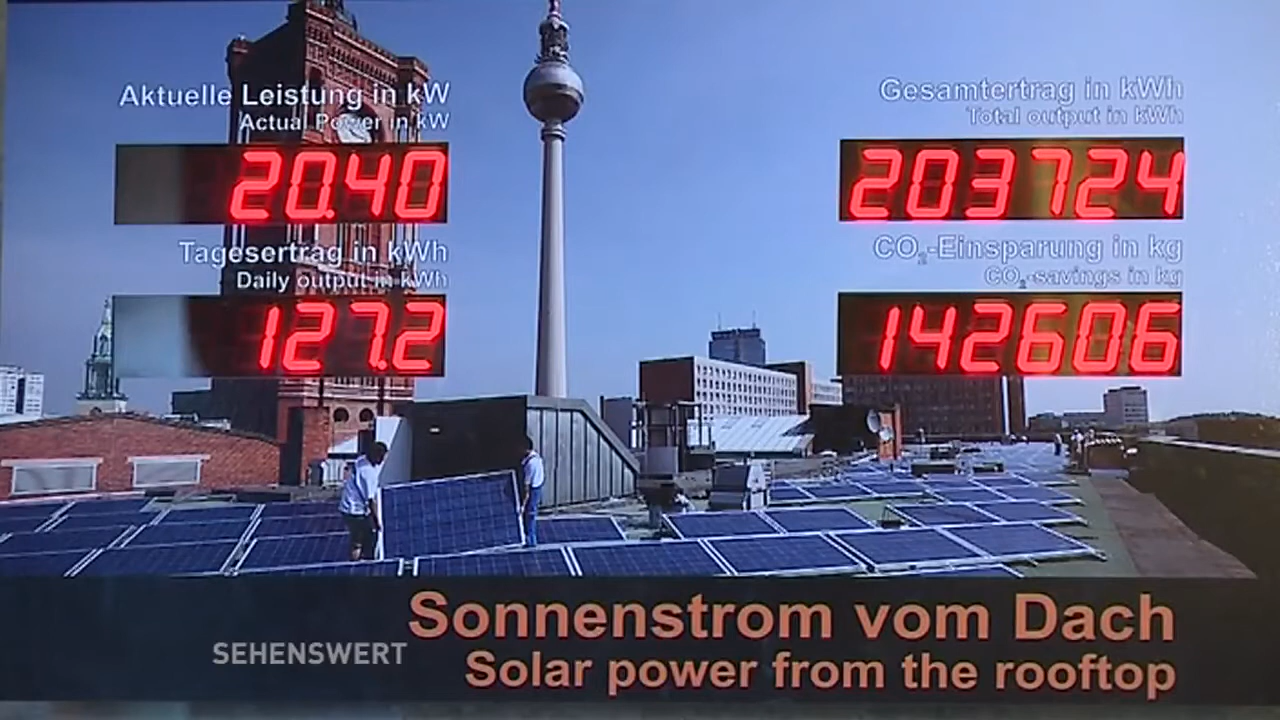 Aktuelle Leistung in kW
Actual Power in kW
20.40
Tagesertrag in kWh
Daily output in kWh
127.2
Gesamtertrag in kWh
Total output in kWh
203724
CO₂-Einsparung in kg
CO₂-savings in kg
142606
Sonnenstrom vom Dach
SEHENSWERT
Solar power from the rooftop